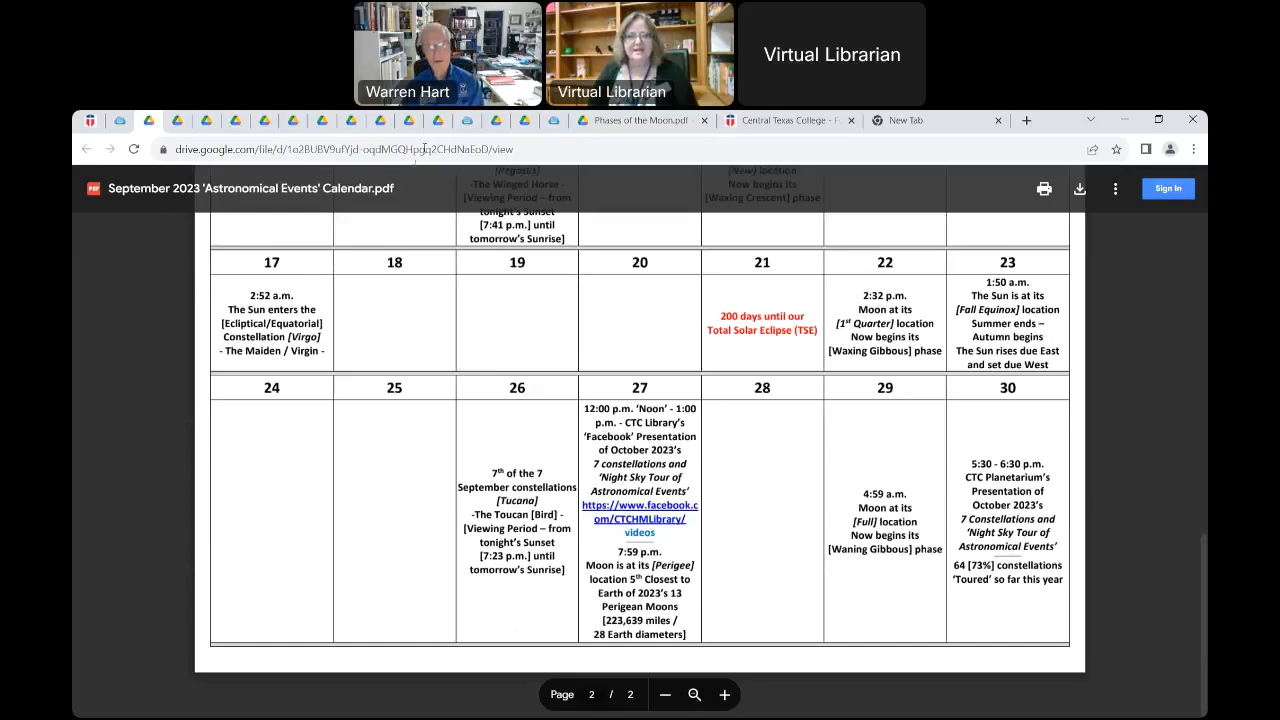 Virtual Librarian
Warren Hart
Virtual Librarian
Phases of the Moon.pdf -
Central Texas College - F
New Tab
drive.google.com/file/d/1o2BUBV9ufYjd-oqdMGQHpgq2CHdNaEoD/view
PDF
September 2023 'Astronomical Events' Calendar.pdf
Sign In
[Pegasus]
-The Winged Horse -
[Viewing Period – from
tonight's Sunset
[7:41 p.m.] until
tomorrow's Sunrise]
[New] location
Now begins its
[Waxing Crescent] phase
17
18
19
20
21
22
23
2:52 a.m.
The Sun enters the
[Ecliptical/Equatorial]
Constellation [Virgo]
- The Maiden / Virgin -
200 days until our
Total Solar Eclipse (TSE)
2:32 p.m.
Moon at its
[1st Quarter] location
Now begins its
[Waxing Gibbous] phase
1:50 a.m.
The Sun is at its
[Fall Equinox] location
Summer ends –
Autumn begins
The Sun rises due East
and set due West
24
25
26
27
28
29
30
7th of the 7
September constellations
[Tucana]
-The Toucan [Bird] -
[Viewing Period – from
tonight's Sunset
[7:23 p.m.] until
tomorrow's Sunrise]
12:00 p.m. 'Noon' - 1:00
p.m. - CTC Library's
'Facebook' Presentation
of October 2023's
7 constellations and
'Night Sky Tour of
Astronomical Events'
https://www.facebook.c
om/CTCHMLibrary/
videos
7:59 p.m.
Moon is at its [Perigee]
location 5th Closest to
Earth of 2023's 13
Perigean Moons
[223,639 miles /
28 Earth diameters]
4:59 a.m.
Moon at its
[Full] location
Now begins its
[Waning Gibbous] phase
5:30 - 6:30 p.m.
CTC Planetarium's
Presentation of
October 2023's
7 Constellations and
'Night Sky Tour of
Astronomical Events'
64 [73%] constellations
'Toured' so far this year
Page 2 / 2